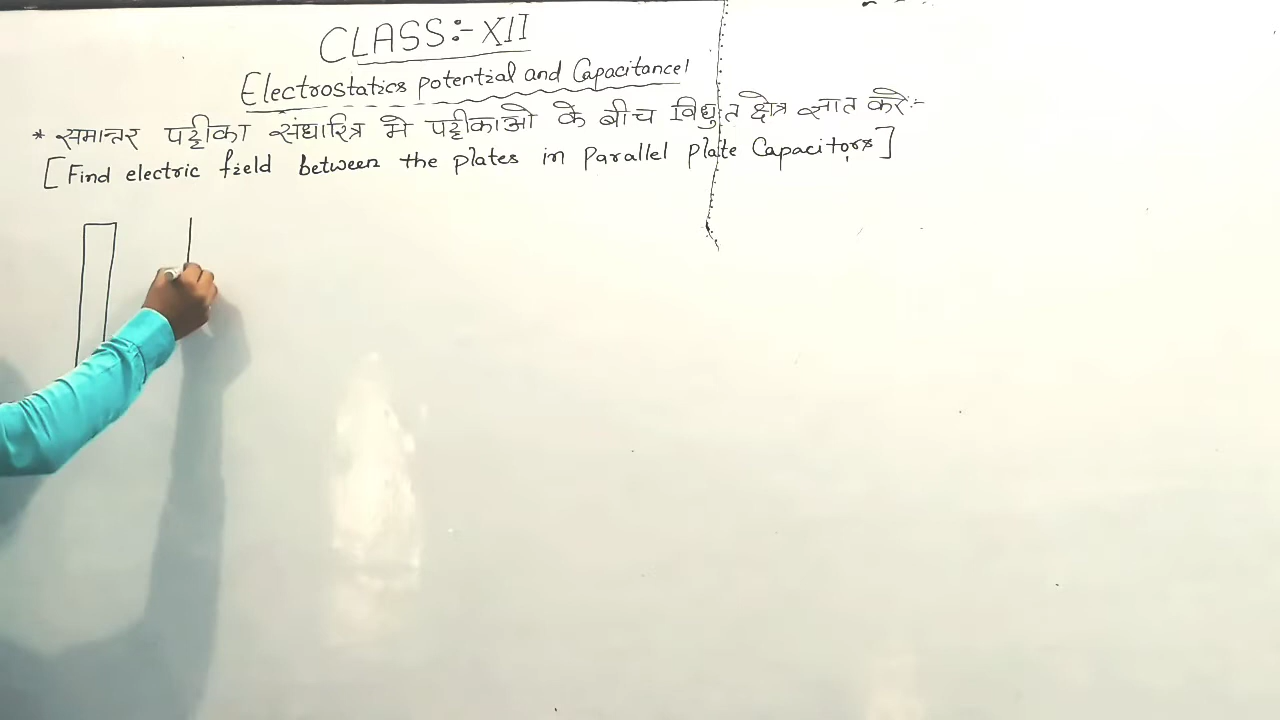 CLASS:- XII
Electrostatics potential and Capacitance
* समान्तर पट्टीका संधारित्र मे पट्टीकाओ के बीच विधुत क्षेत्र ज्ञात करें:-
[Find electric field between the plates in Parallel plate Capacitors]